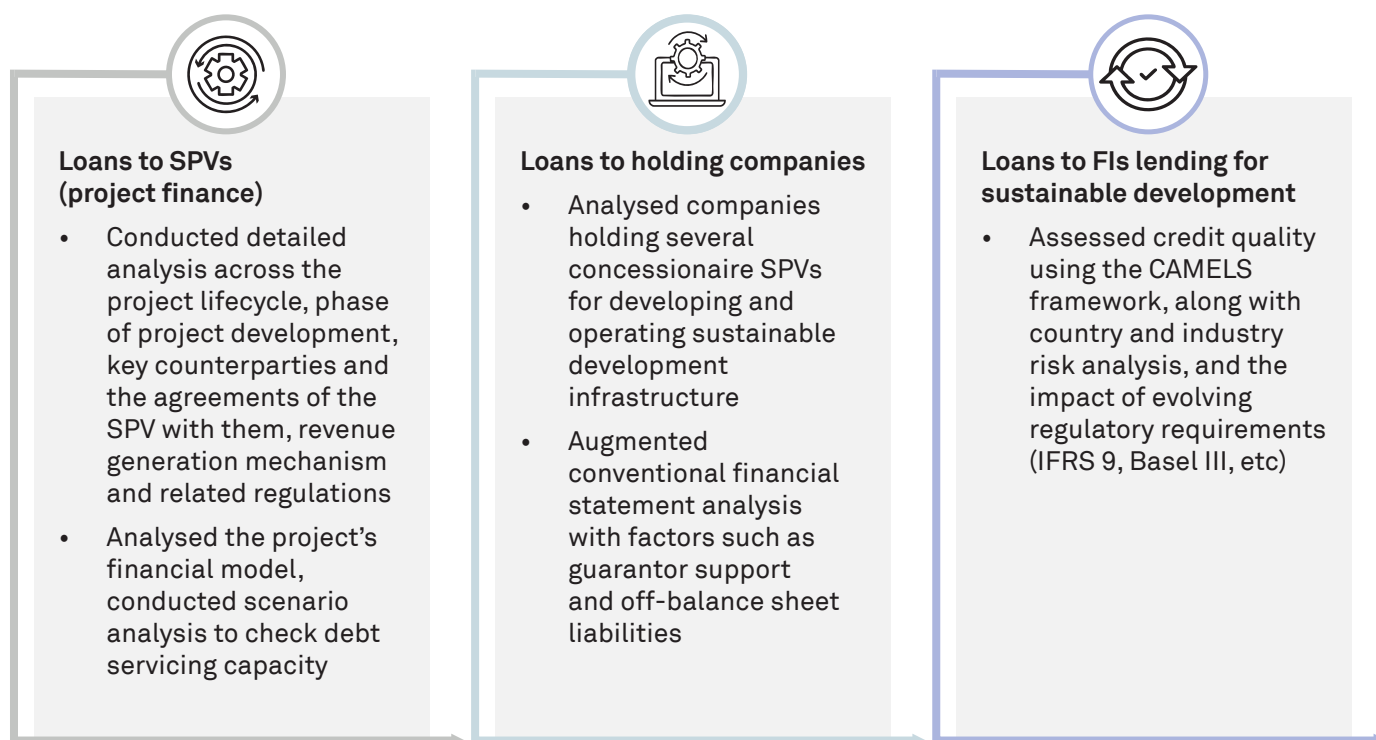 Loans to SPVs
(project finance)
• Conducted detailed
analysis across the
project lifecycle, phase
of project development,
key counterparties and
the agreements of the
SPV with them, revenue
generation mechanism
and related regulations
• Analysed the project's
financial model,
conducted scenario
analysis to check debt
servicing capacity
Loans to holding companies
• Analysed companies
holding several
concessionaire SPVs
for developing and
operating sustainable
development
infrastructure
• Augmented
conventional financial
statement analysis
with factors such as
guarantor support
and off-balance sheet
liabilities
Loans to FIs lending for
sustainable development
• Assessed credit quality
using the CAMELS
framework, along with
country and industry
risk analysis, and the
impact of evolving
regulatory requirements
(IFRS 9, Basel III, etc)